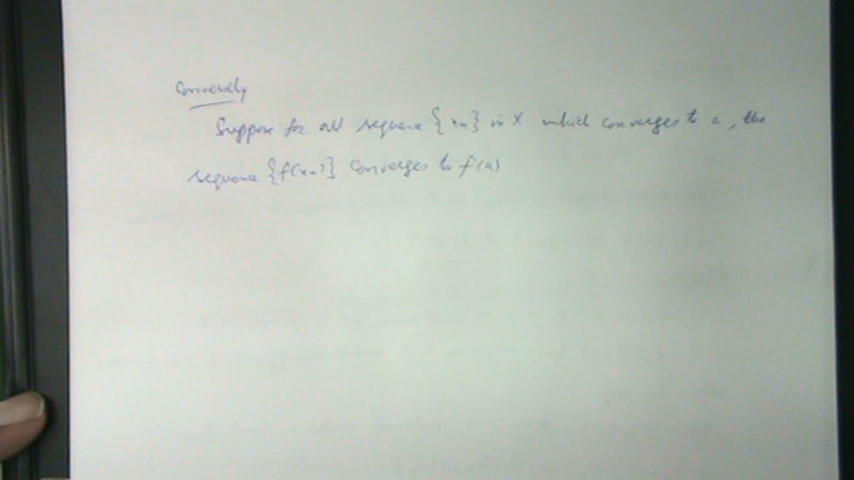 Conversely
Suppose for all sequence {xn} in X which converges to a, the
sequence {f(xn)} converges to f(a)